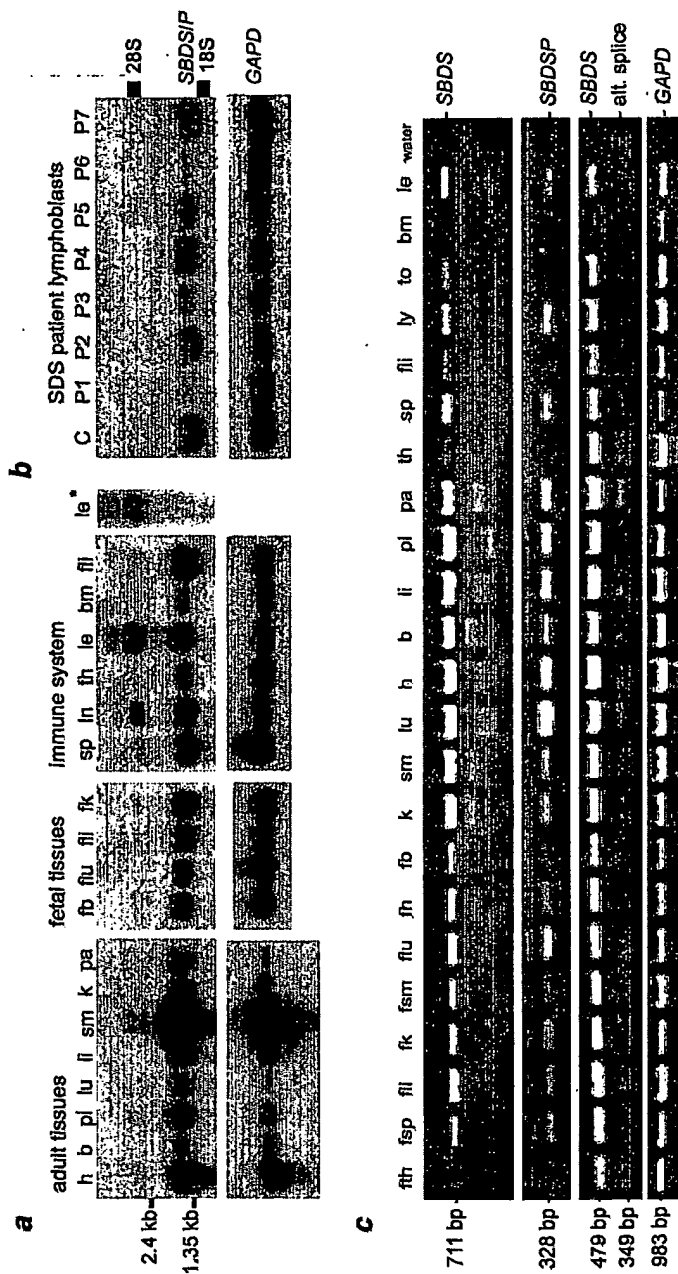 a
adult tissues
fetal tissues
immune system
h b pl lu li sm k pa
fb flu fli fk
sp ln th le bm fli
le*
2.4 kb
1.35 kb
b
SDS patient lymphoblasts
C P1 P2 P3 P4 P5 P6 P7
28S
SBDS/P
18S
GAPD
c
fth fsp fli fk fsm flu fh fb k sm lu h b li pl pa th sp fli ly to bm le water
711 bp
SBDS
328 bp
SBDSP
479 bp
SBDS
349 bp
alt. splice
983 bp
GAPD